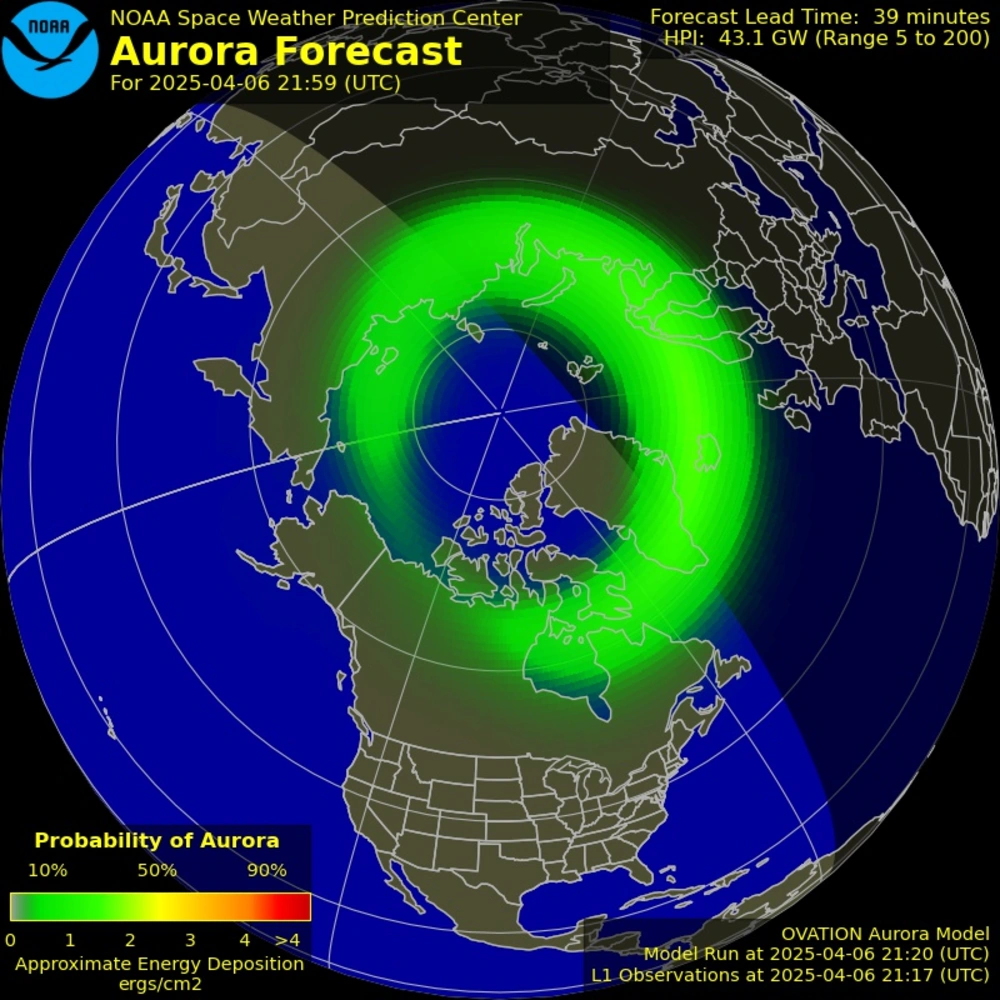 NOAA
NOAA Space Weather Prediction Center
Aurora Forecast
For 2025-04-06 21:59 (UTC)
Forecast Lead Time: 39 minutes
HPI: 43.1 GW (Range 5 to 200)
Probability of Aurora
10% 50% 90%
0 1 2 3 4 >4
Approximate Energy Deposition
ergs/cm2
OVATION Aurora Model
Model Run at 2025-04-06 21:20 (UTC)
L1 Observations at 2025-04-06 21:17 (UTC)